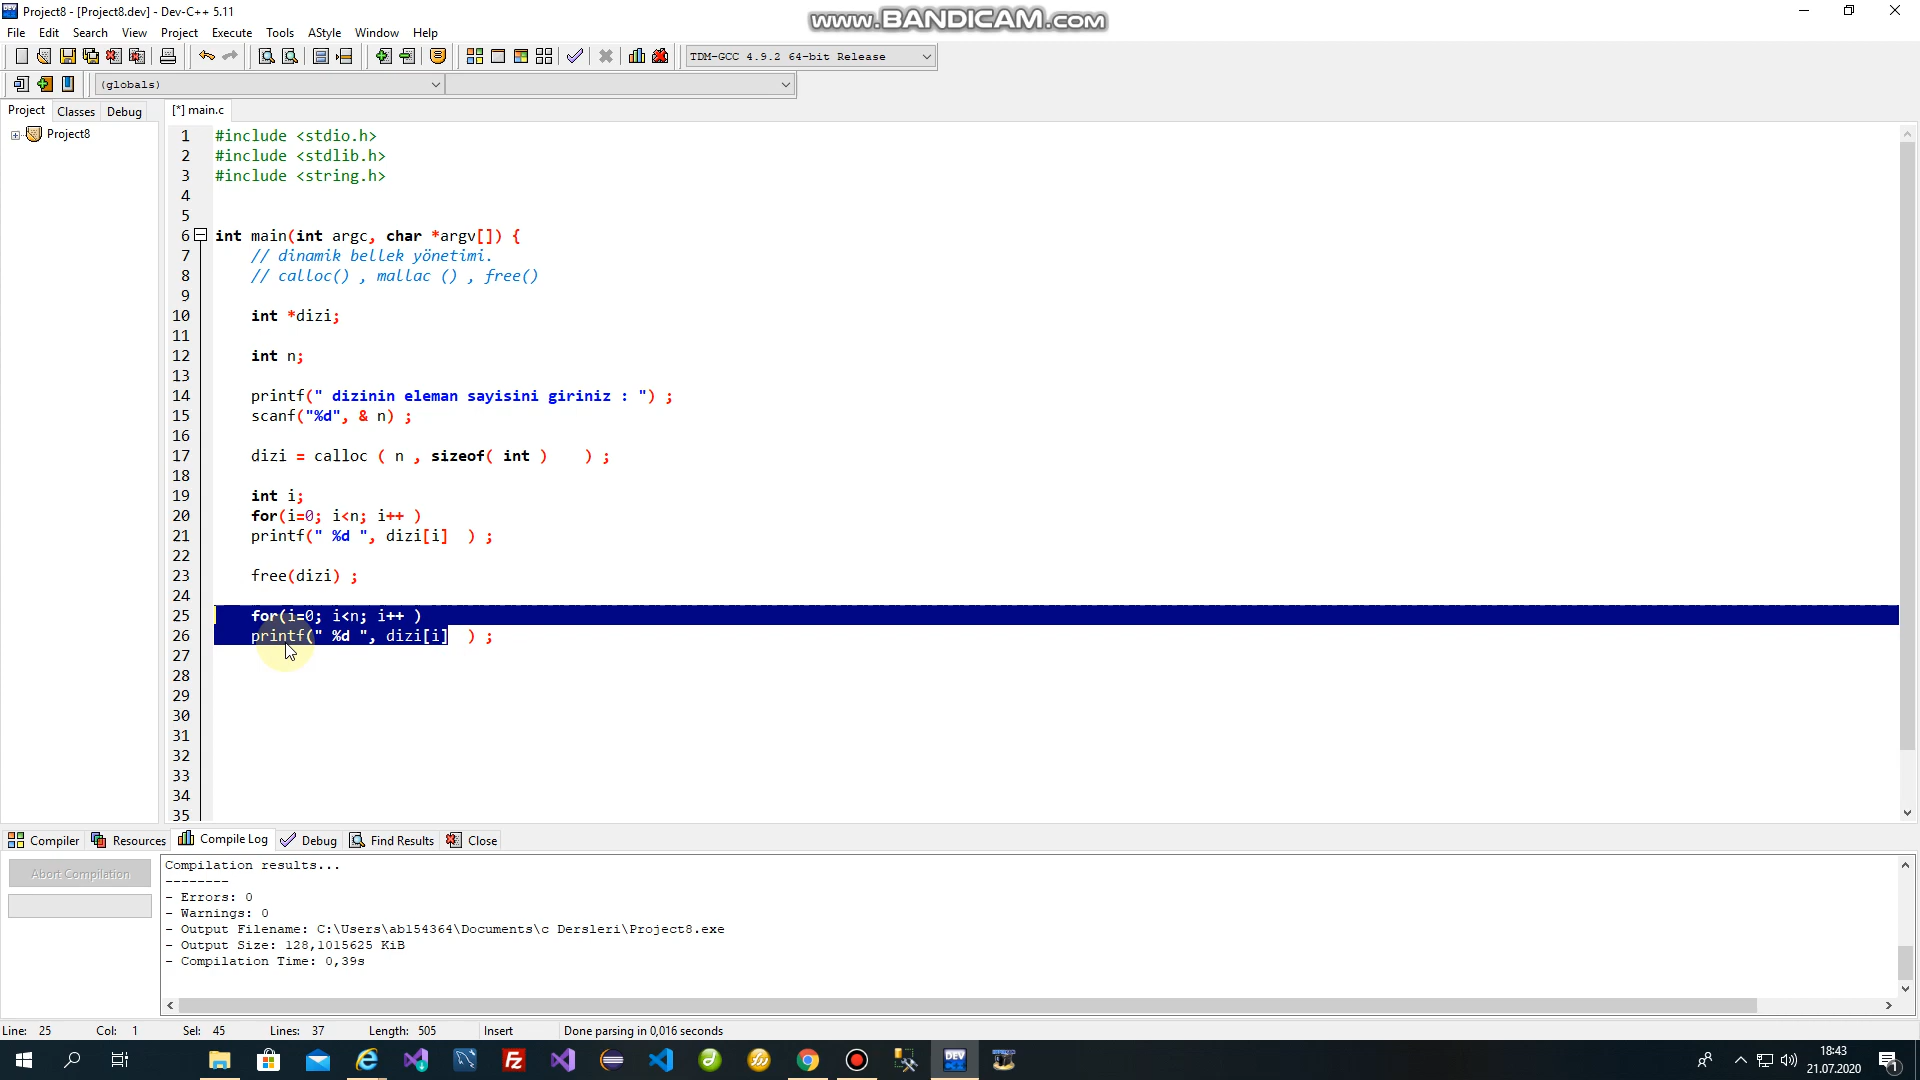 Project8 - [Project8.dev] - Dev-C++ 5.11
www.BANDICAM.com
File Edit Search View Project Execute Tools AStyle Window Help
TDM-GCC 4.9.2 64-bit Release
(globals)
Project Classes Debug [*] main.c
Project8
1 #include <stdio.h>
2 #include <stdlib.h>
3 #include <string.h>
4
5
6 int main(int argc, char *argv[]) {
7 // dinamik bellek yönetimi.
8 // calloc() , mallac () , free()
9
10 int *dizi;
11
12 int n;
13
14 printf(" dizinin eleman sayisini giriniz : ") ;
15 scanf("%d", & n) ;
16
17 dizi = calloc ( n , sizeof( int ) ) ;
18
19 int i;
20 for(i=0; i<n; i++ )
21 printf(" %d ", dizi[i] ) ;
22
23 free(dizi) ;
24
25 for(i=0; i<n; i++ )
26 printf(" %d ", dizi[i] ) ;
27
28
29
30
31
32
33
34
35
Compiler Resources Compile Log Debug Find Results Close
Abort Compilation
Compilation results...
--------
- Errors: 0
- Warnings: 0
- Output Filename: C:\Users\ab154364\Documents\c Dersleri\Project8.exe
- Output Size: 128,1015625 KiB
- Compilation Time: 0,39s
Line: 25 Col: 1 Sel: 45 Lines: 37 Length: 505 Insert Done parsing in 0,016 seconds
DEV
18:43
21.07.2020
1